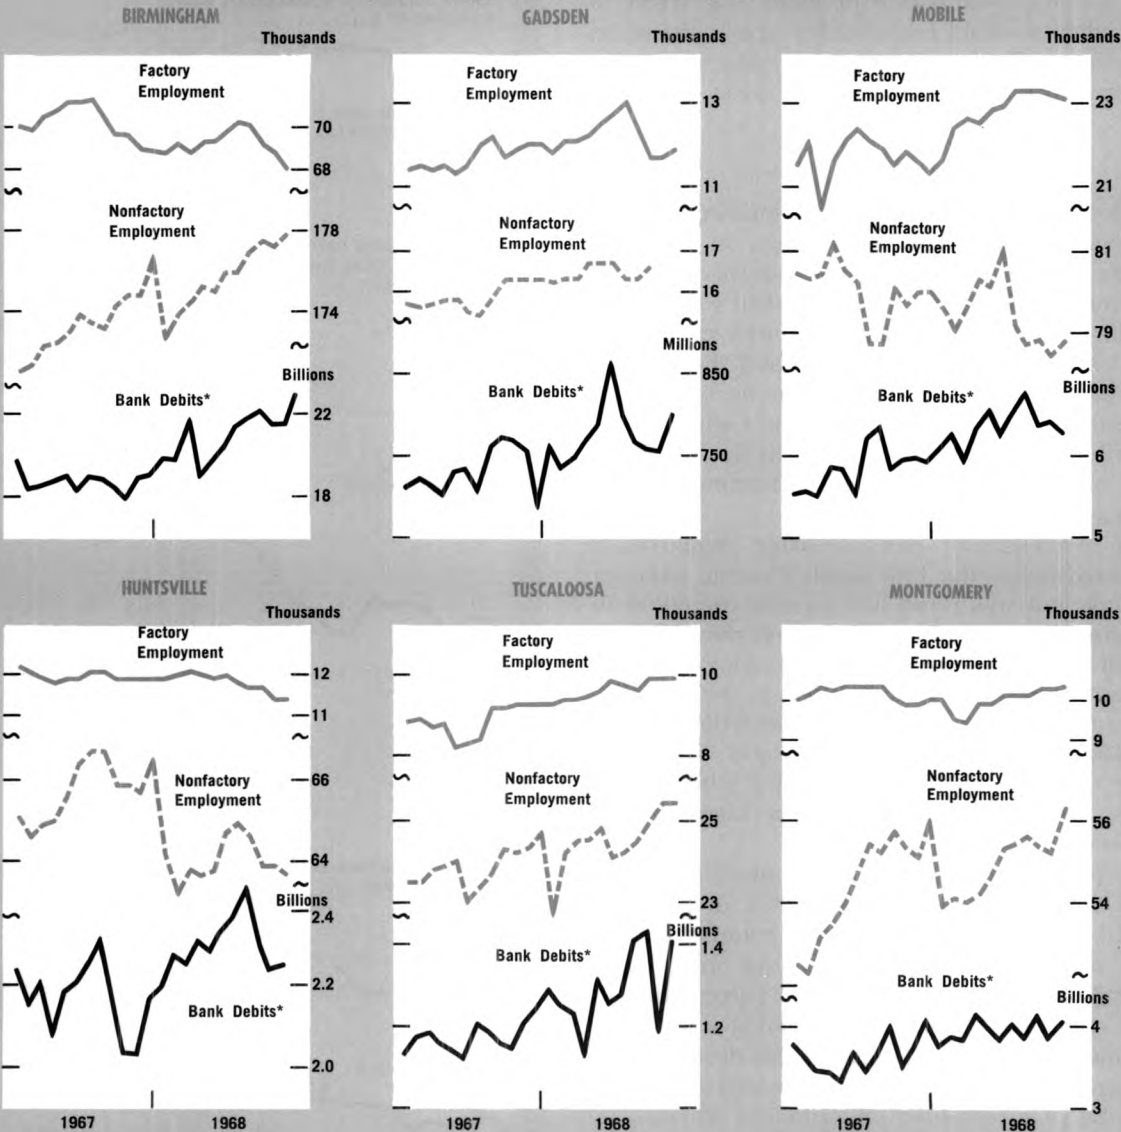 BIRMINGHAM
Thousands
Factory
Employment
70
68
Nonfactory
Employment
178
174
Billions
Bank Debits*
22
18
GADSDEN
Thousands
Factory
Employment
13
11
Nonfactory
Employment
17
16
Millions
850
Bank Debits*
750
MOBILE
Thousands
Factory
Employment
23
21
Nonfactory
Employment
81
79
Billions
Bank Debits*
6
5
HUNTSVILLE
Thousands
Factory
Employment
12
11
66
Nonfactory
Employment
64
Billions
2.4
2.2
Bank Debits*
2.0
1967 1968
TUSCALOOSA
Thousands
Factory
Employment
10
8
Nonfactory
Employment
25
23
Billions
1.4
Bank Debits*
1.2
1967 1968
MONTGOMERY
Thousands
Factory
Employment
10
9
Nonfactory
Employment
56
54
Bank Debits*
Billions
4
3
1967 1968